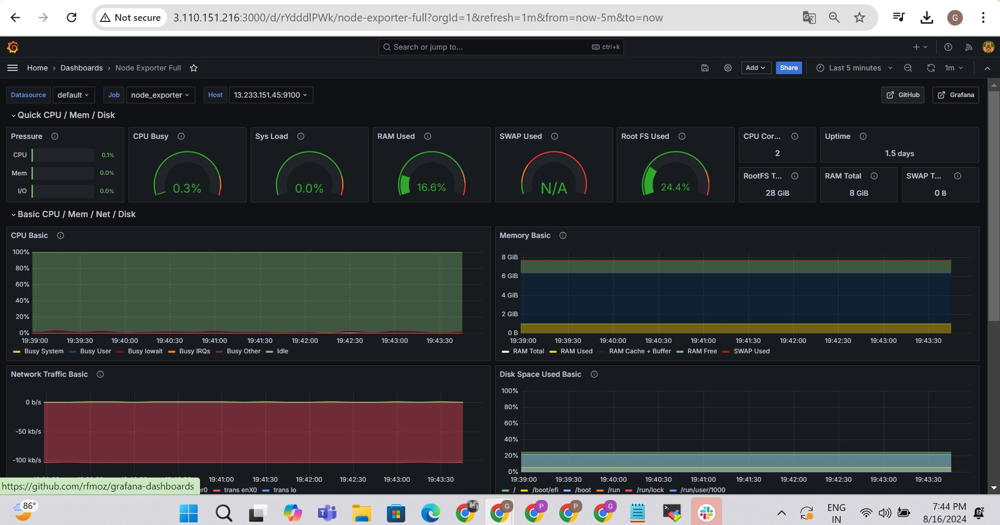 Not secure 3.110.151.216:3000/d/rYdddlPWk/node-exporter-full?orgId=1&refresh=1m&from=now-5m&to=now G
Search or jump to... ctrl+k
Home › Dashboards › Node Exporter Full Add Share Last 5 minutes 1m
Datasource default Job node_exporter Host 13.233.151.45:9100 GitHub Grafana
Quick CPU / Mem / Disk
Pressure
CPU 0.1%
Mem 0.0%
I/O 0.0%
CPU Busy
0.3%
Sys Load
0.0%
RAM Used
16.6%
SWAP Used
N/A
Root FS Used
24.4%
CPU Cor...
2
Uptime
1.5 days
RootFS T...
28 GiB
RAM Total
8 GiB
SWAP T...
0 B
Basic CPU / Mem / Net / Disk
CPU Basic
100%
80%
60%
40%
20%
0%
19:39:00 19:39:30 19:40:00 19:40:30 19:41:00 19:41:30 19:42:00 19:42:30 19:43:00 19:43:30
Busy System Busy User Busy Iowait Busy IRQs Busy Other Idle
Memory Basic
8 GiB
6 GiB
4 GiB
2 GiB
0 B
19:39:00 19:39:30 19:40:00 19:40:30 19:41:00 19:41:30 19:42:00 19:42:30 19:43:00 19:43:30
RAM Total RAM Used RAM Cache + Buffer RAM Free SWAP Used
Network Traffic Basic
0 b/s
-50 kb/s
-100 kb/s
19:41:00 19:41:30 19:42:00 19:42:30 19:43:00 19:43:30
er0 trans enX0 trans lo
Disk Space Used Basic
100%
80%
60%
40%
20%
0%
19:39:00 19:39:30 19:40:00 19:40:30 19:41:00 19:41:30 19:42:00 19:42:30 19:43:00 19:43:30
/ /boot/efi /boot /run /run/lock /run/user/1000
https://github.com/rfmoz/grafana-dashboards
86° G P P G ENG 7:44 PM
IN 8/16/2024